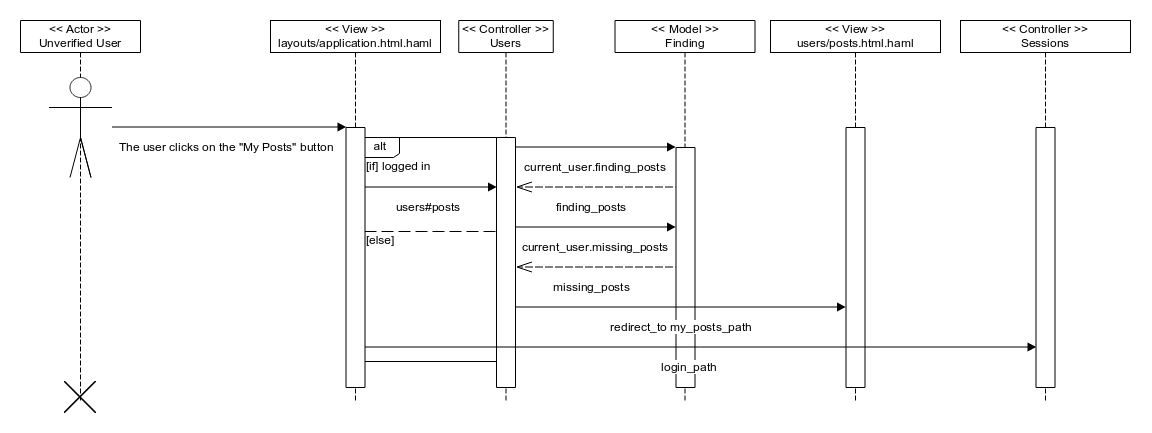 << Actor >>
Unverified User
<< View >>
layouts/application.html.haml
<< Controller >>
Users
<< Model >>
Finding
<< View >>
users/posts.html.haml
<< Controller >>
Sessions
The user clicks on the "My Posts" button
alt
[if] logged in
current_user.finding_posts
users#posts
finding_posts
[else]
current_user.missing_posts
missing_posts
redirect_to my_posts_path
login_path